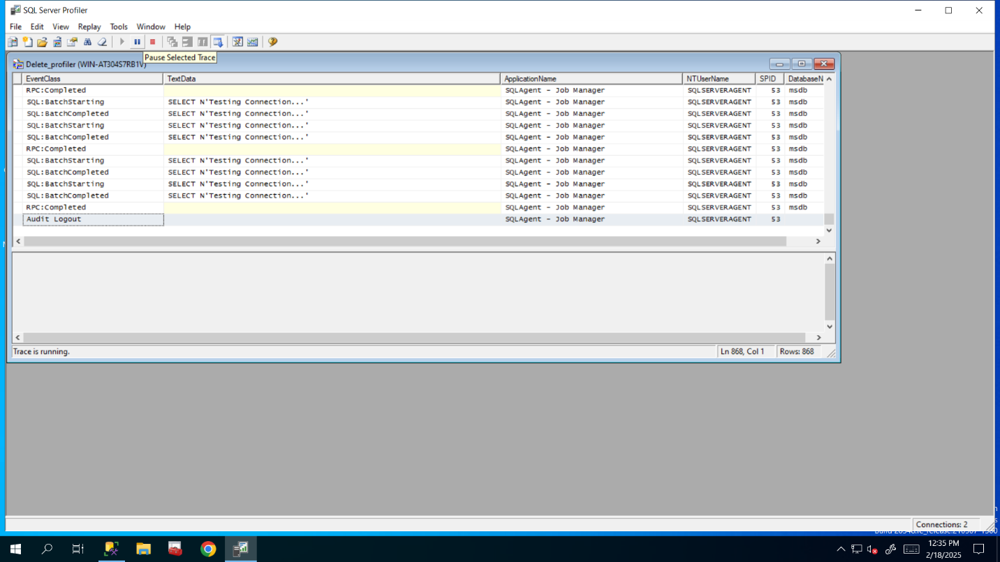 SQL Server Profiler
File Edit View Replay Tools Window Help
Pause Selected Trace
Delete_profiler (WIN-AT304S7RB1V)
EventClass TextData ApplicationName NTUserName SPID DatabaseN
RPC:Completed SQLAgent - Job Manager SQLSERVERAGENT 53 msdb
SQL:BatchStarting SELECT N'Testing Connection...' SQLAgent - Job Manager SQLSERVERAGENT 53 msdb
SQL:BatchCompleted SELECT N'Testing Connection...' SQLAgent - Job Manager SQLSERVERAGENT 53 msdb
SQL:BatchStarting SELECT N'Testing Connection...' SQLAgent - Job Manager SQLSERVERAGENT 53 msdb
SQL:BatchCompleted SELECT N'Testing Connection...' SQLAgent - Job Manager SQLSERVERAGENT 53 msdb
RPC:Completed SQLAgent - Job Manager SQLSERVERAGENT 53 msdb
SQL:BatchStarting SELECT N'Testing Connection...' SQLAgent - Job Manager SQLSERVERAGENT 53 msdb
SQL:BatchCompleted SELECT N'Testing Connection...' SQLAgent - Job Manager SQLSERVERAGENT 53 msdb
SQL:BatchStarting SELECT N'Testing Connection...' SQLAgent - Job Manager SQLSERVERAGENT 53 msdb
SQL:BatchCompleted SELECT N'Testing Connection...' SQLAgent - Job Manager SQLSERVERAGENT 53 msdb
RPC:Completed SQLAgent - Job Manager SQLSERVERAGENT 53 msdb
Audit Logout SQLAgent - Job Manager SQLSERVERAGENT 53
Trace is running. Ln 868, Col 1 Rows: 868
Connections: 2
12:35 PM
2/18/2025